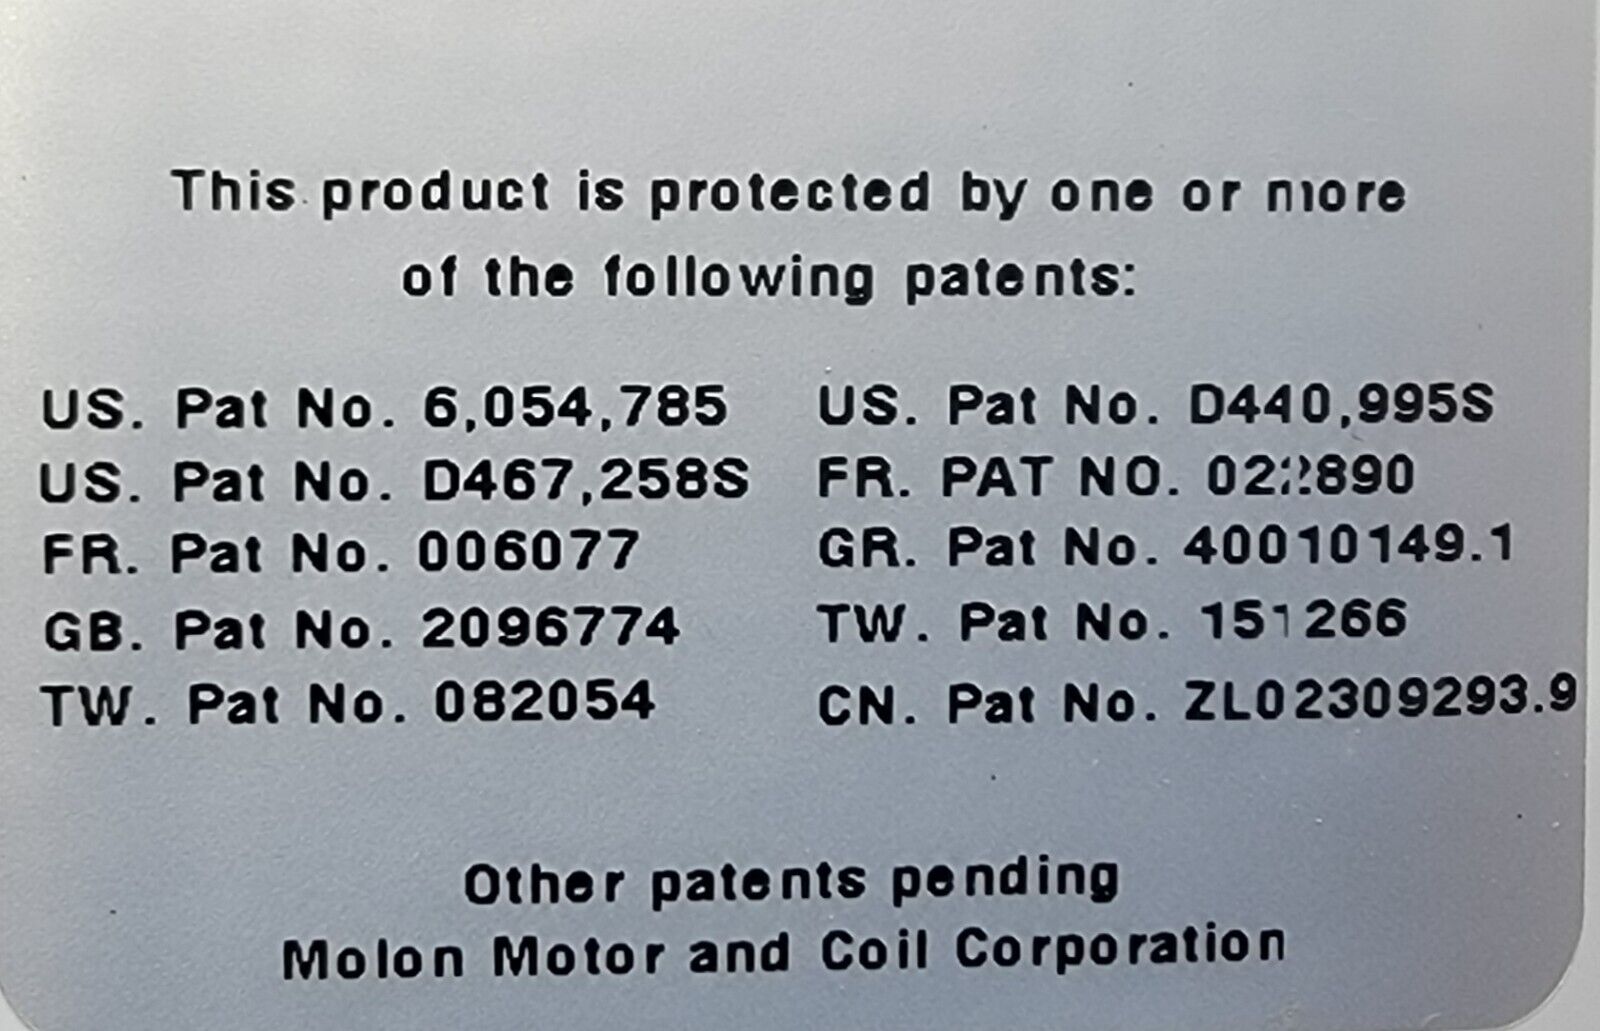 This product is protected by one or more
of the following patents:
US. Pat No. 6,054,785 US. Pat No. D440,995S
US. Pat No. D467,258S FR. PAT NO. 022890
FR. Pat No. 006077 GR. Pat No. 40010149.1
GB. Pat No. 2096774 TW. Pat No. 151266
TW. Pat No. 082054 CN. Pat No. ZL02309293.9
Other patents pending
Molon Motor and Coil Corporation